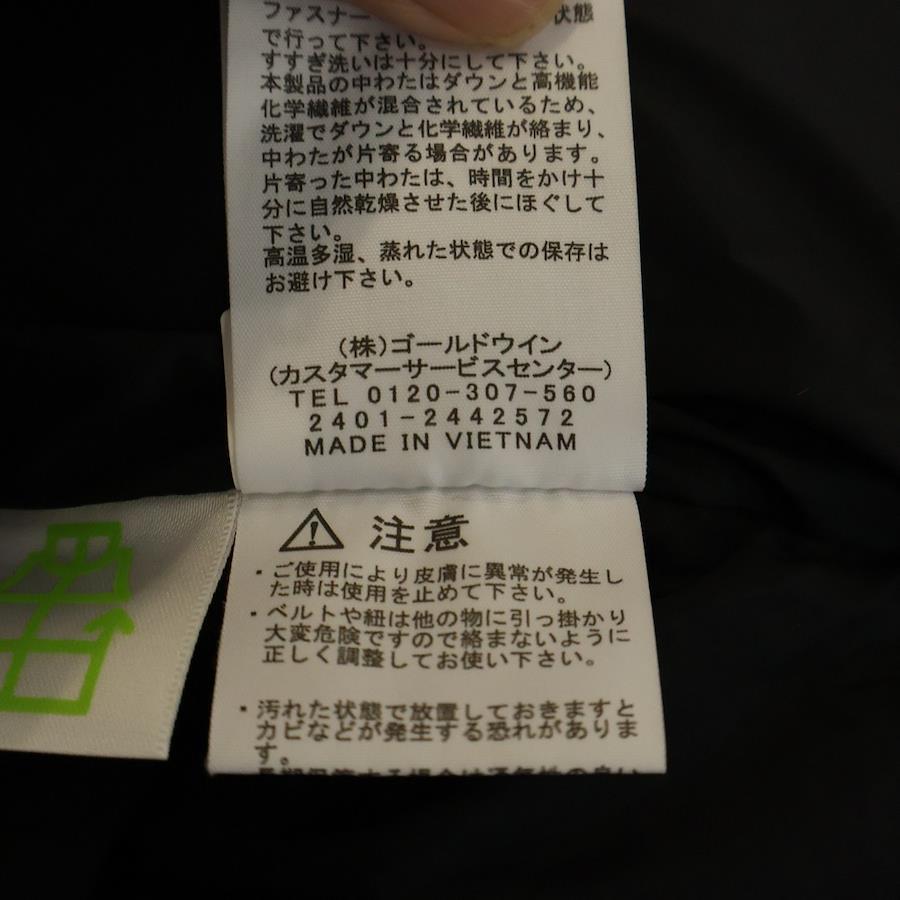 ファスナー
状態
で行って下さい。
すすぎ洗いは十分にして下さい。
本製品の中わたはダウンと高機能
化学繊維が混合されているため、
洗濯でダウンと化学繊維が絡まり、
中わたが片寄る場合があります。
片寄った中わたは、時間をかけ十
分に自然乾燥させた後にほぐして
下さい。
高温多湿、蒸れた状態での保存は
お避け下さい。
(株)ゴールドウイン
(カスタマーサービスセンター)
TEL 0120-307-560
2401-2442572
MADE IN VIETNAM
注意
・ご使用により皮膚に異常が発生し
た時は使用を止めて下さい。
・ベルトや紐は他の物に引っ掛かり
大変危険ですので絡まないように
正しく調整してお使い下さい。
・汚れた状態で放置しておきますと
カビなどが発生する恐れがありま
す。